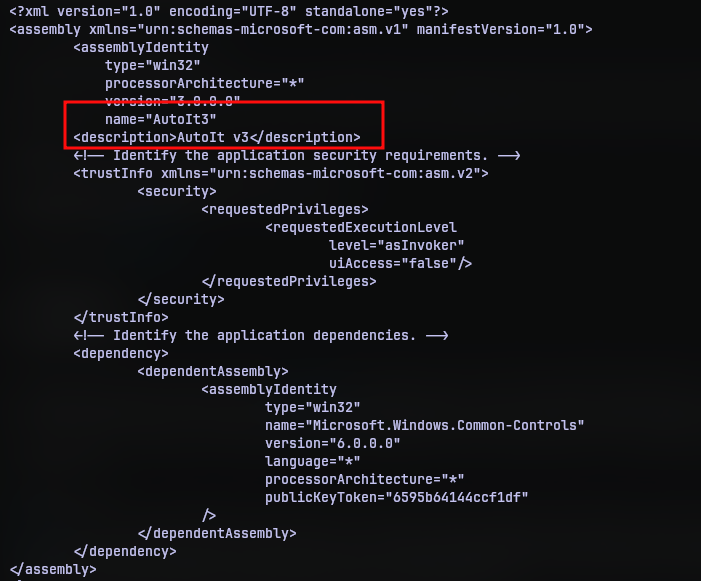 <?xml version="1.0" encoding="UTF-8" standalone="yes"?>
<assembly xmlns="urn:schemas-microsoft-com:asm.v1" manifestVersion="1.0">
<assemblyIdentity
type="win32"
processorArchitecture="*"
version="3.0.0.0"
name="AutoIt3"
<description>AutoIt v3</description>
<!-- Identify the application security requirements. -->
<trustInfo xmlns="urn:schemas-microsoft-com:asm.v2">
<security>
<requestedPrivileges>
<requestedExecutionLevel
level="asInvoker"
uiAccess="false"/>
</requestedPrivileges>
</security>
</trustInfo>
<!-- Identify the application dependencies. -->
<dependency>
<dependentAssembly>
<assemblyIdentity
type="win32"
name="Microsoft.Windows.Common-Controls"
version="6.0.0.0"
language="*"
processorArchitecture="*"
publicKeyToken="6595b64144ccf1df"
/>
</dependentAssembly>
</dependency>
</assembly>